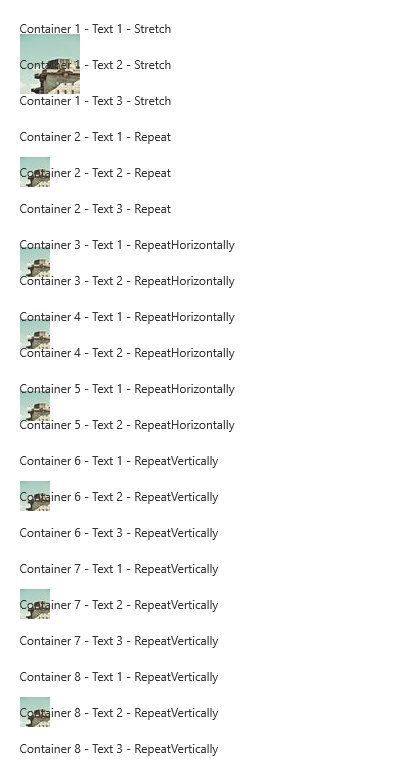 Container 1 - Text 1 - Stretch
Container 1 - Text 2 - Stretch
Container 1 - Text 3 - Stretch
Container 2 - Text 1 - Repeat
Container 2 - Text 2 - Repeat
Container 2 - Text 3 - Repeat
Container 3 - Text 1 - RepeatHorizontally
Container 3 - Text 2 - RepeatHorizontally
Container 4 - Text 1 - RepeatHorizontally
Container 4 - Text 2 - RepeatHorizontally
Container 5 - Text 1 - RepeatHorizontally
Container 5 - Text 2 - RepeatHorizontally
Container 6 - Text 1 - RepeatVertically
Container 6 - Text 2 - RepeatVertically
Container 6 - Text 3 - RepeatVertically
Container 7 - Text 1 - RepeatVertically
Container 7 - Text 2 - RepeatVertically
Container 7 - Text 3 - RepeatVertically
Container 8 - Text 1 - RepeatVertically
Container 8 - Text 2 - RepeatVertically
Container 8 - Text 3 - RepeatVertically